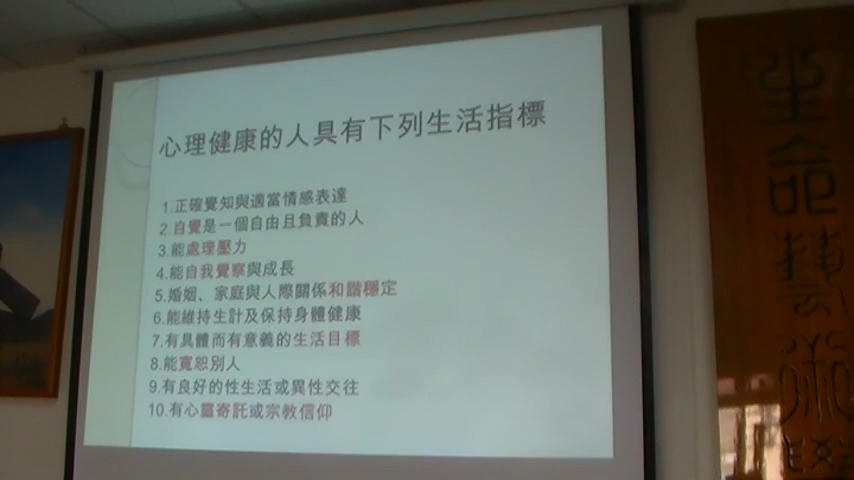 心理健康的人具有下列生活指標
1.正確覺知與適當情感表達
2.自覺是一個自由且負責的人
3.能處理壓力
4.能自我覺察與成長
5.婚姻、家庭與人際關係和諧穩定
6.能維持生計及保持身體健康
7.有具體而有意義的生活目標
8.能寬恕別人
9.有良好的性生活或異性交往
10.有心靈寄託或宗教信仰
生命藝術